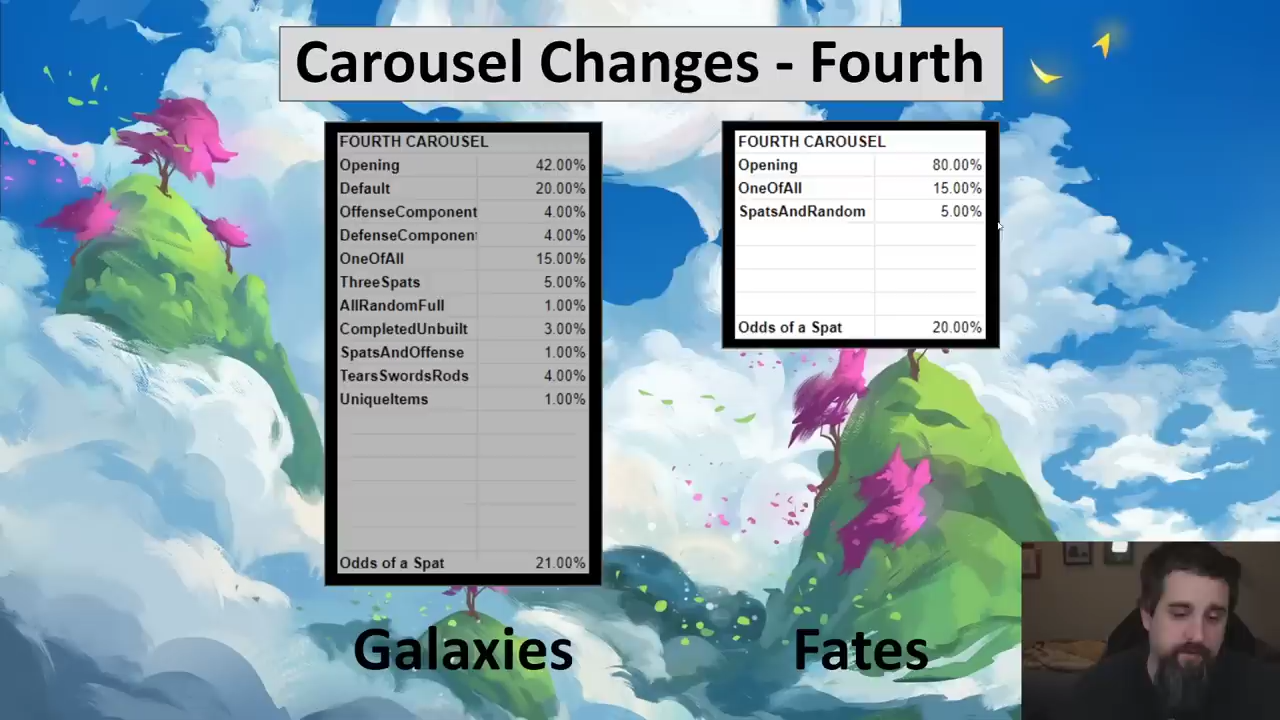 Carousel Changes - Fourth
FOURTH CAROUSEL
Opening 42.00%
Default 20.00%
OffenseComponent 4.00%
DefenseComponent 4.00%
OneOfAll 15.00%
ThreeSpats 5.00%
AllRandomFull 1.00%
CompletedUnbuilt 3.00%
SpatsAndOffense 1.00%
TearsSwordsRods 4.00%
UniqueItems 1.00%
Odds of a Spat 21.00%
Galaxies
FOURTH CAROUSEL
Opening 80.00%
OneOfAll 15.00%
SpatsAndRandom 5.00%
Odds of a Spat 20.00%
Fates